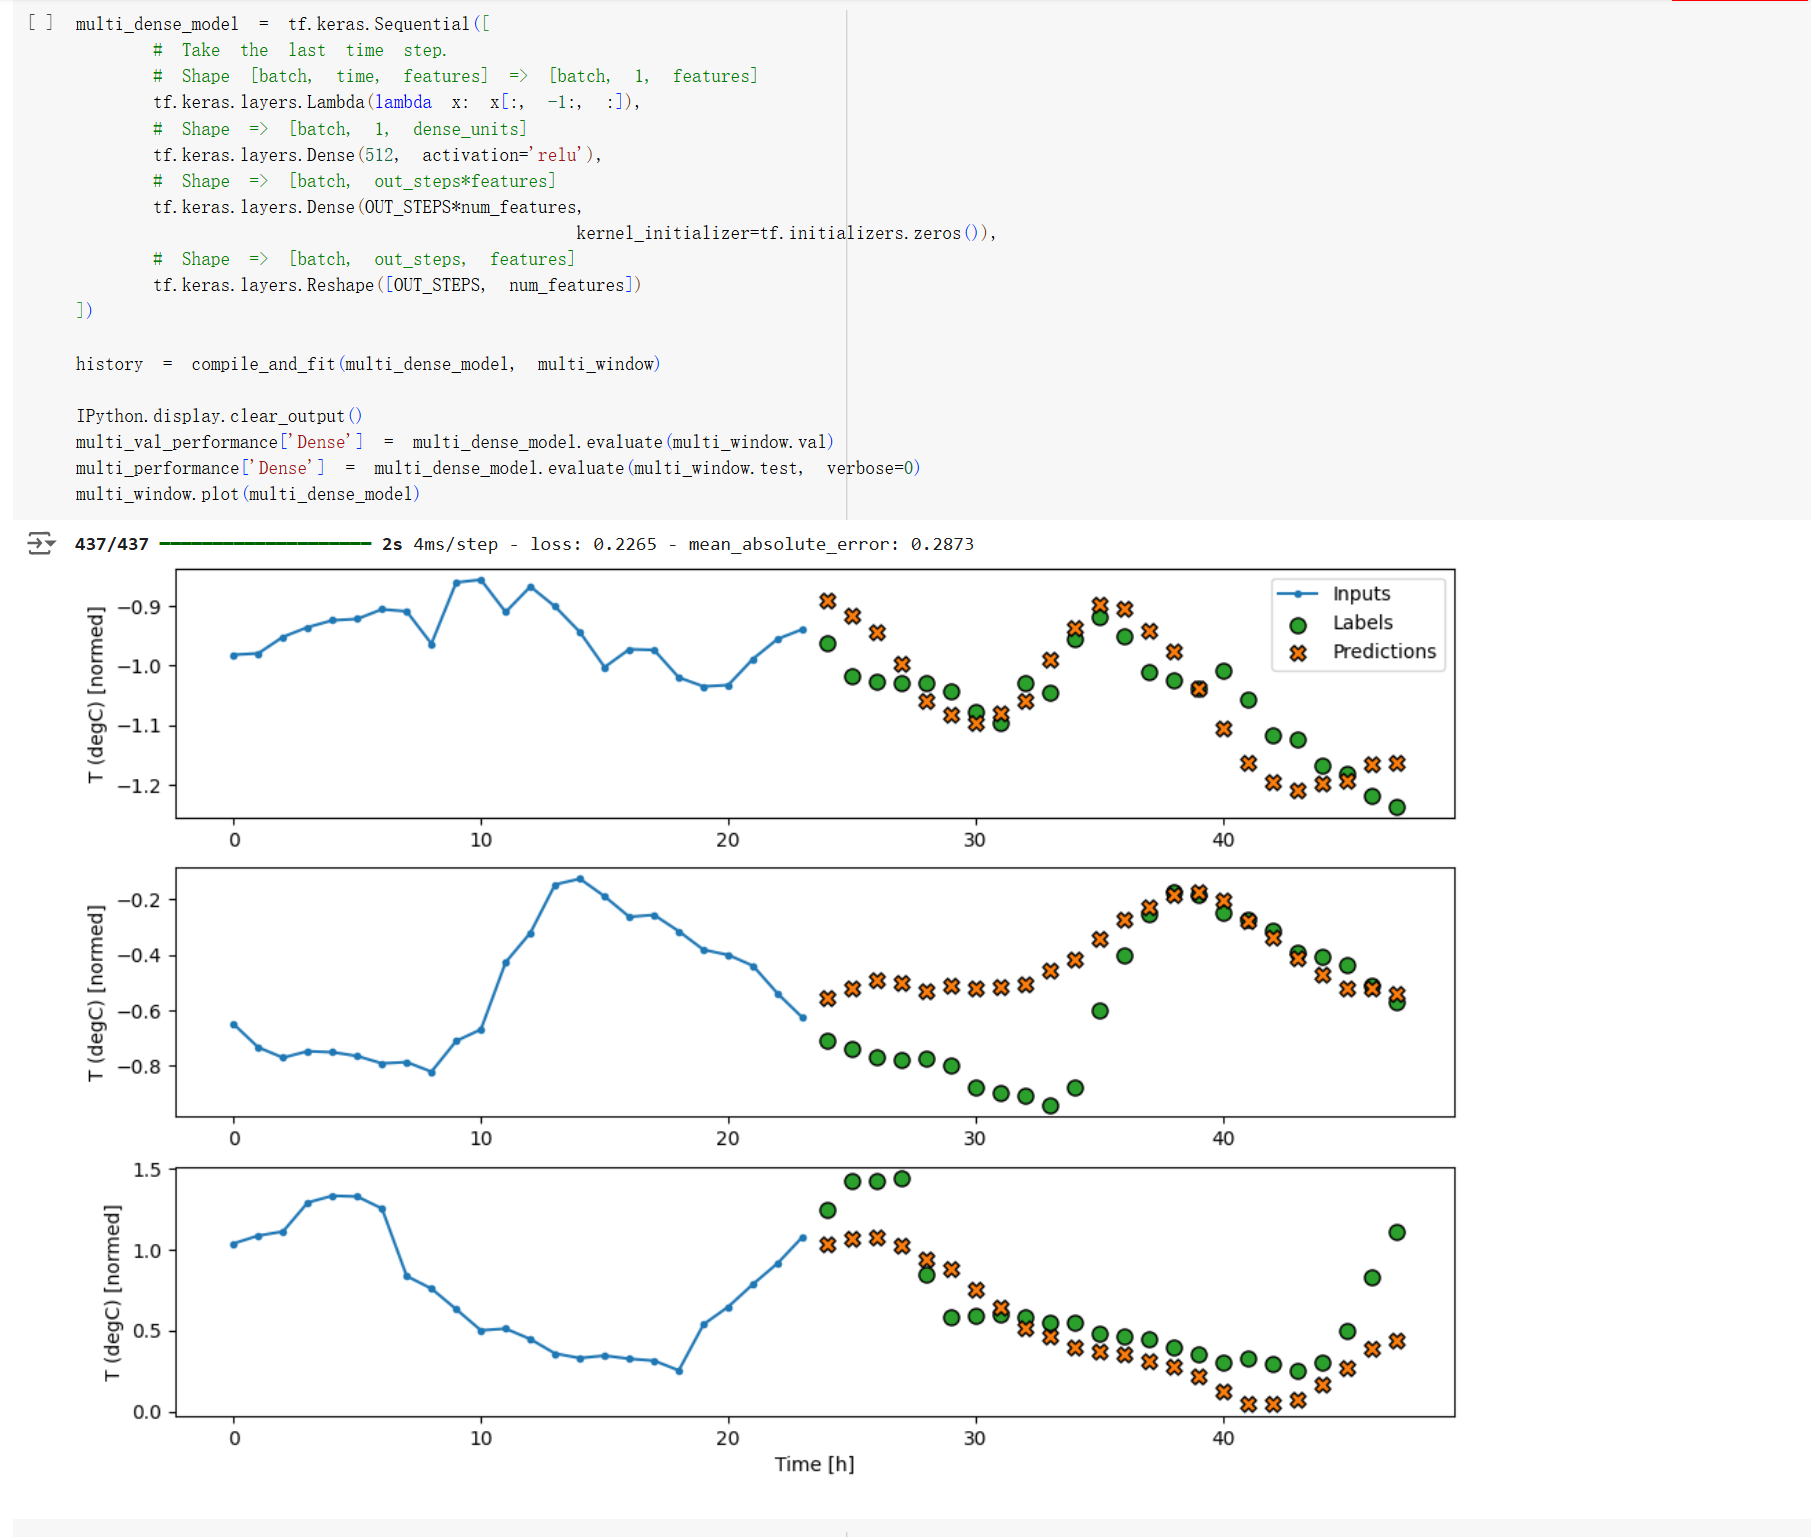 [ ] multi_dense_model = tf.keras.Sequential([
# Take the last time step.
# Shape [batch, time, features] => [batch, 1, features]
tf.keras.layers.Lambda(lambda x: x[:, -1:, :]),
# Shape => [batch, 1, dense_units]
tf.keras.layers.Dense(512, activation='relu'),
# Shape => [batch, out_steps*features]
tf.keras.layers.Dense(OUT_STEPS*num_features,
kernel_initializer=tf.initializers.zeros()),
# Shape => [batch, out_steps, features]
tf.keras.layers.Reshape([OUT_STEPS, num_features])
])
history = compile_and_fit(multi_dense_model, multi_window)
IPython.display.clear_output()
multi_val_performance['Dense'] = multi_dense_model.evaluate(multi_window.val)
multi_performance['Dense'] = multi_dense_model.evaluate(multi_window.test, verbose=0)
multi_window.plot(multi_dense_model)
437/437 2s 4ms/step - loss: 0.2265 - mean_absolute_error: 0.2873
T (degC) [normed]
−0.9
−1.0
−1.1
−1.2
Inputs
Labels
Predictions
0 10 20 30 40
T (degC) [normed]
−0.2
−0.4
−0.6
−0.8
0 10 20 30 40
T (degC) [normed]
1.5
1.0
0.5
0.0
0 10 20 30 40
Time [h]